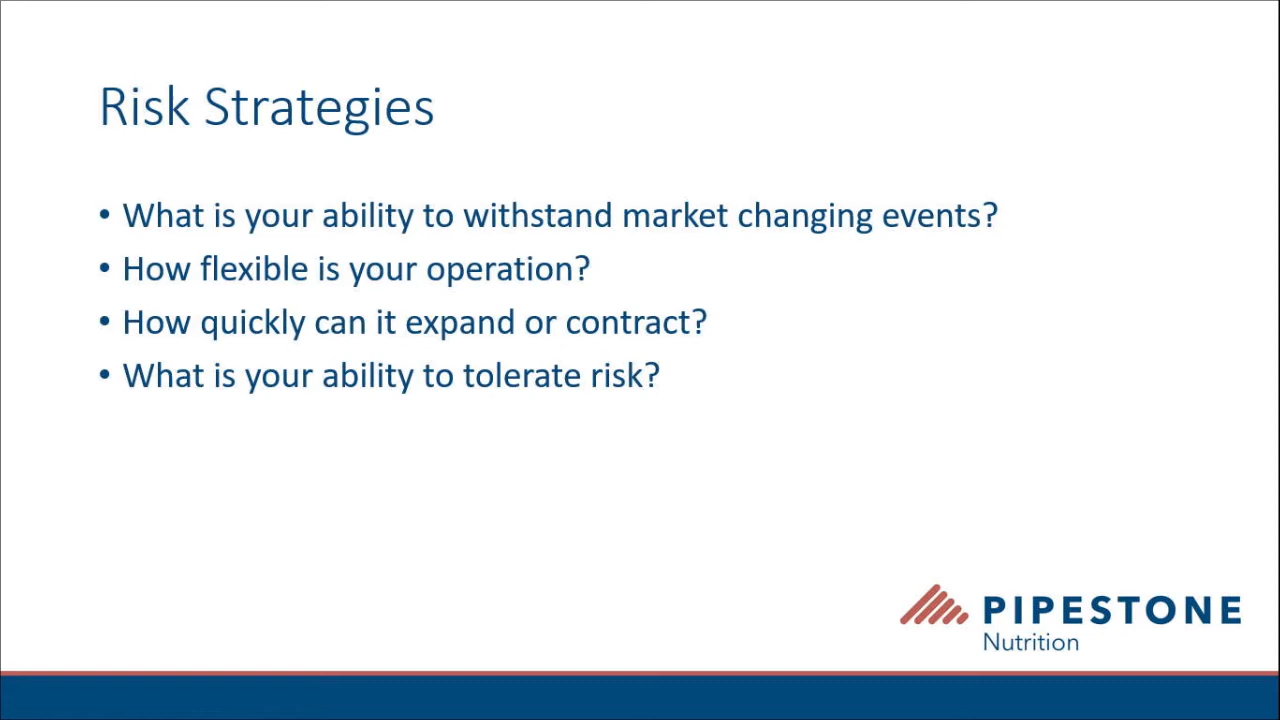 Risk Strategies
• What is your ability to withstand market changing events?
• How flexible is your operation?
• How quickly can it expand or contract?
• What is your ability to tolerate risk?
PIPESTONE
Nutrition